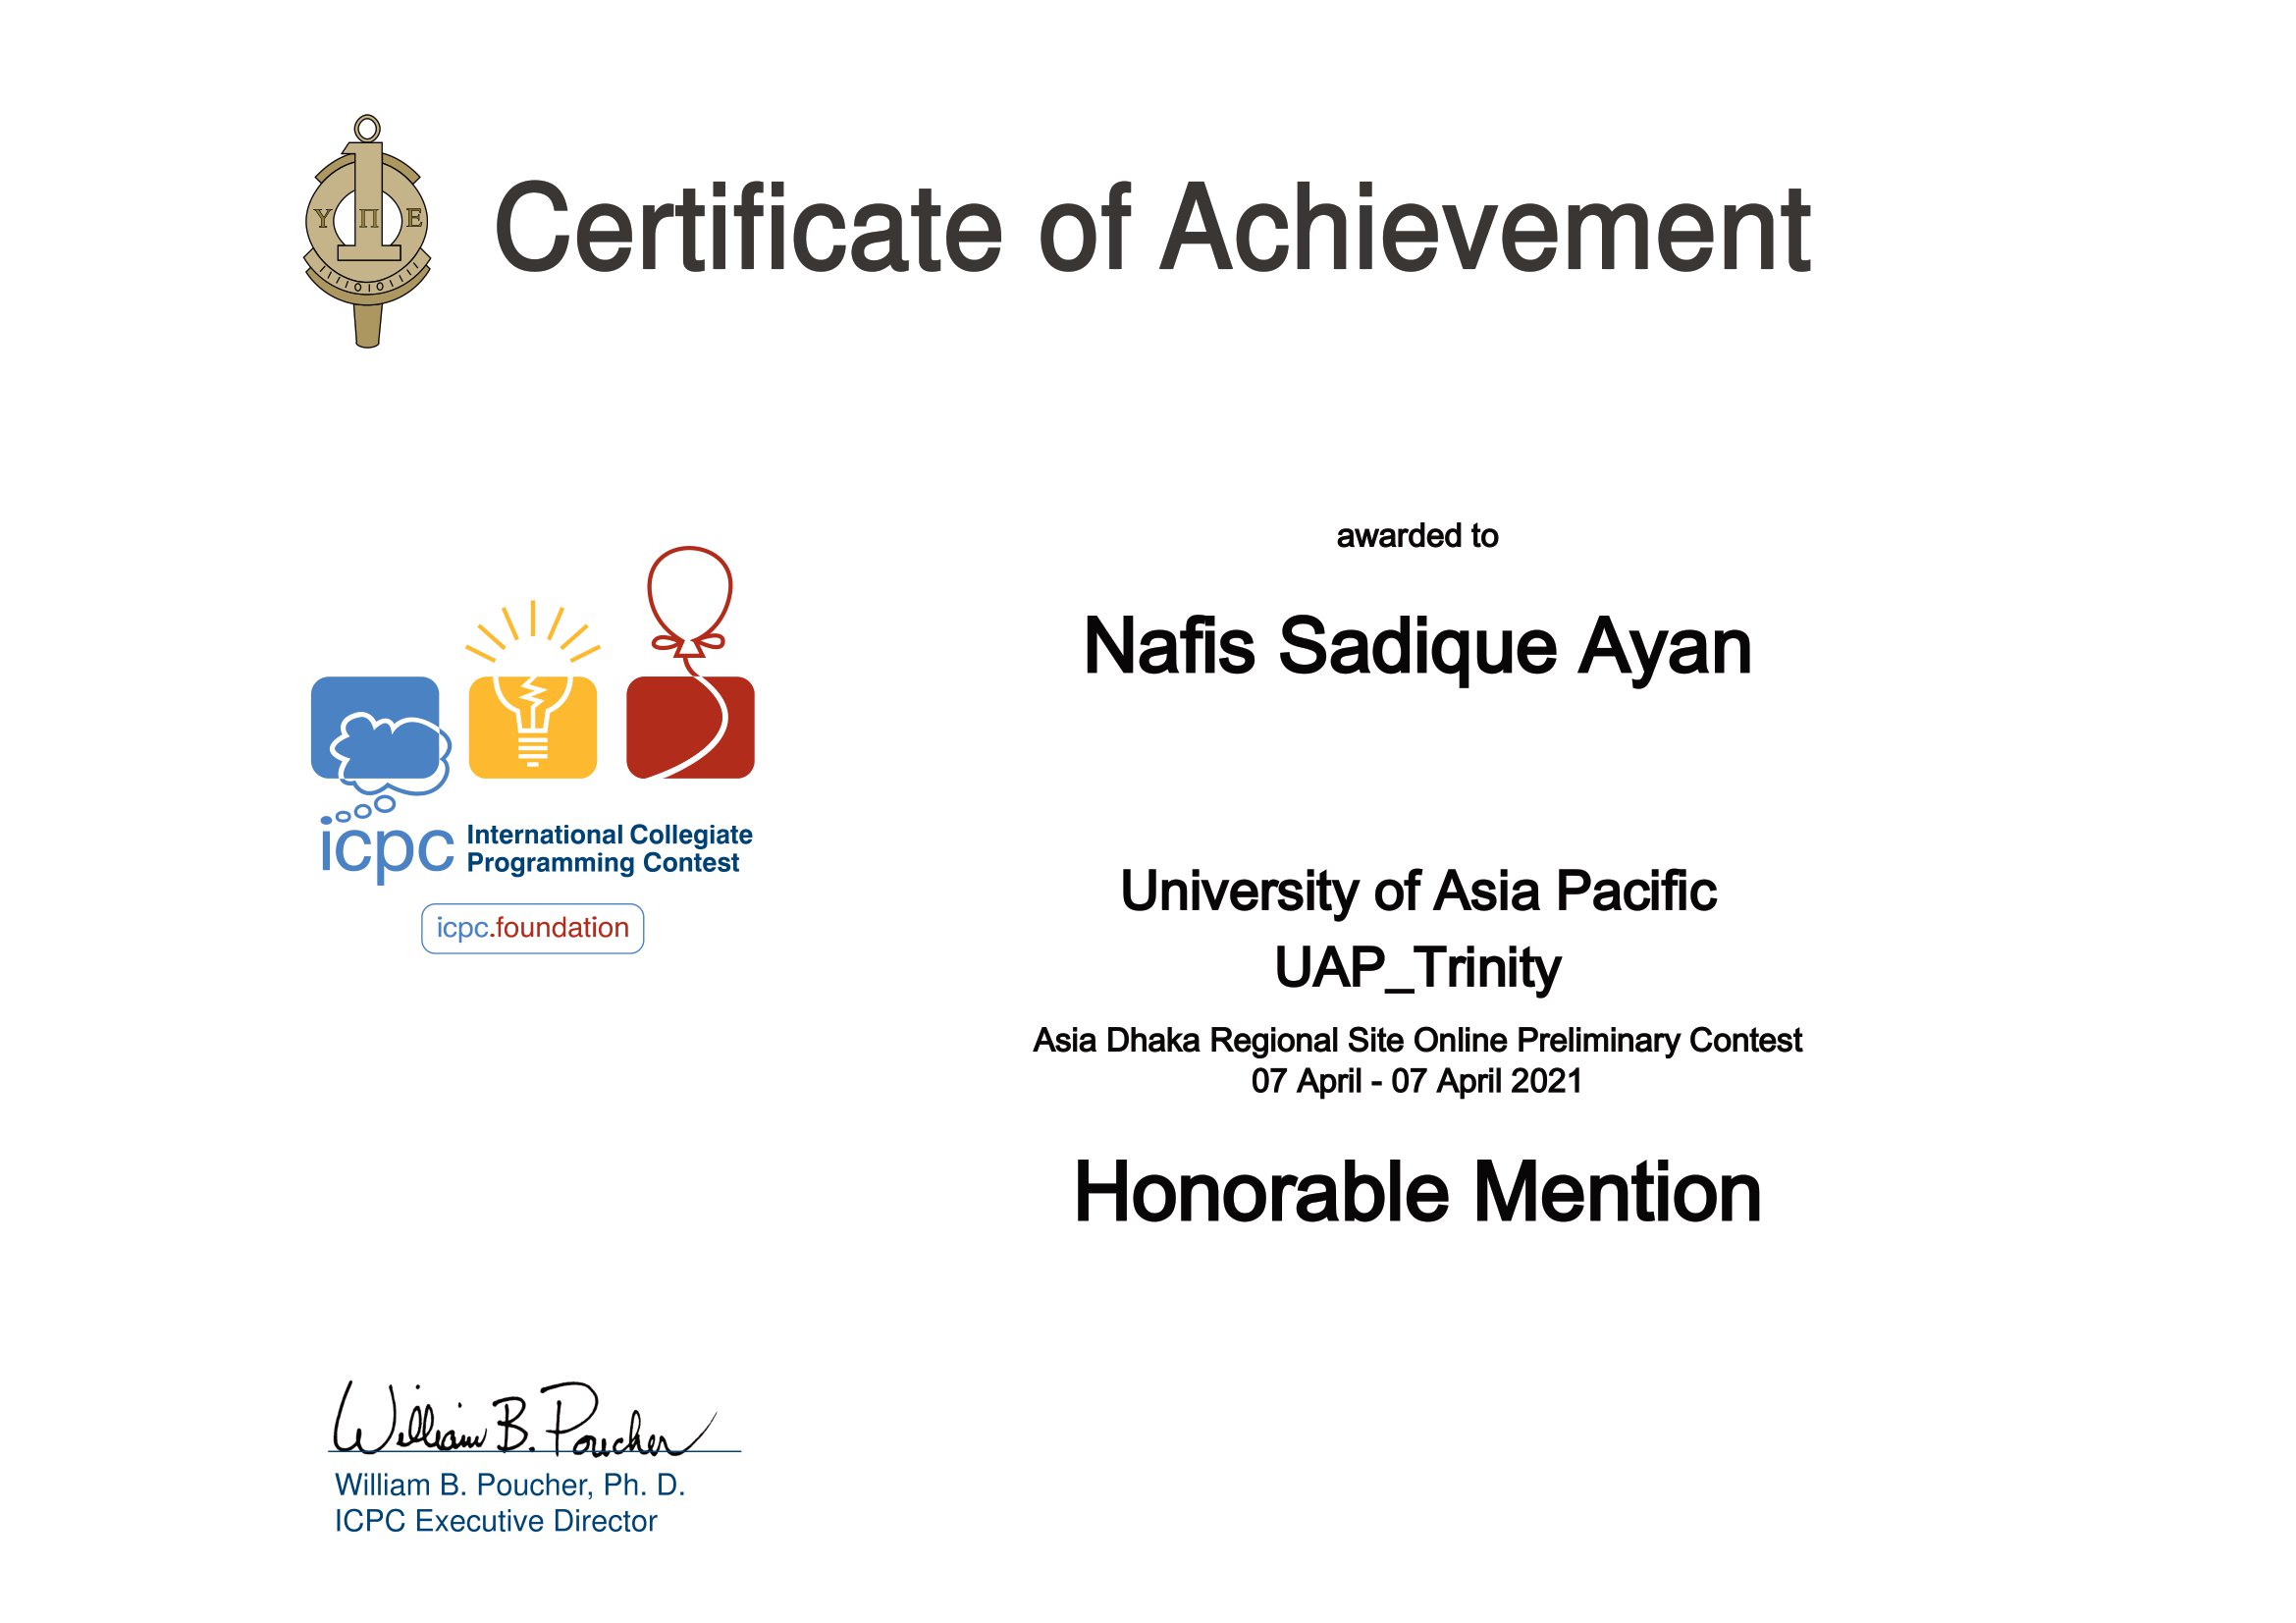 Certificate of Achievement
Υ Π Ε
awarded to
Nafis Sadique Ayan
icpc International Collegiate
Programming Contest
icpc.foundation
University of Asia Pacific
UAP_Trinity
Asia Dhaka Regional Site Online Preliminary Contest
07 April - 07 April 2021
Honorable Mention
William B. Poucher
William B. Poucher, Ph. D.
ICPC Executive Director